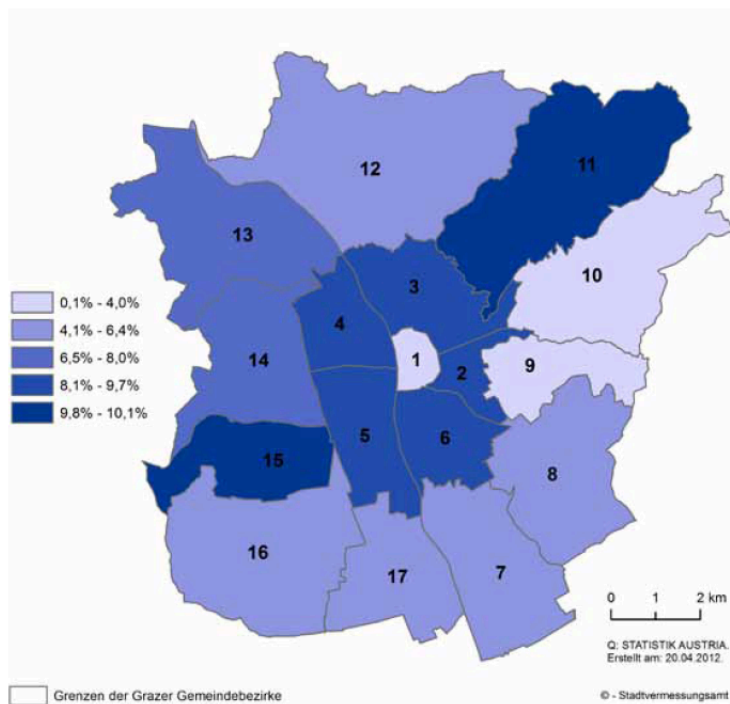 12
11
13
10
3
0,1% - 4,0%
4,1% - 6,4%
6,5% - 8,0%
8,1% - 9,7%
9,8% - 10,1%
4
14
1
9
2
5
6
15
8
16
17
7
0 1 2 km
Q: STATISTIK AUSTRIA.
Erstellt am: 20.04.2012.
Grenzen der Grazer Gemeindebezirke
© - Stadtvermessungsamt